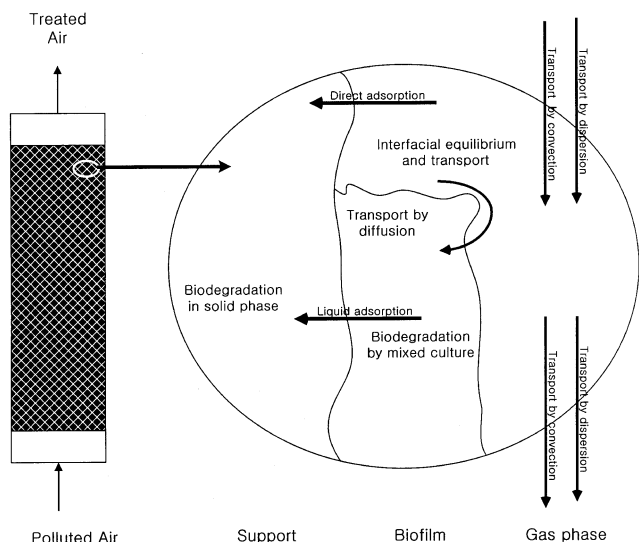 Treated
Air
Direct adsorption
Interfacial equilibrium
and transport
Transport by convection
Transport by dispersion
Transport by
diffusion
Biodegradation
in solid phase
Liquid adsorption
Biodegradation
by mixed culture
Transport by convection
Transport by dispersion
Polluted Air
Support
Biofilm
Gas phase